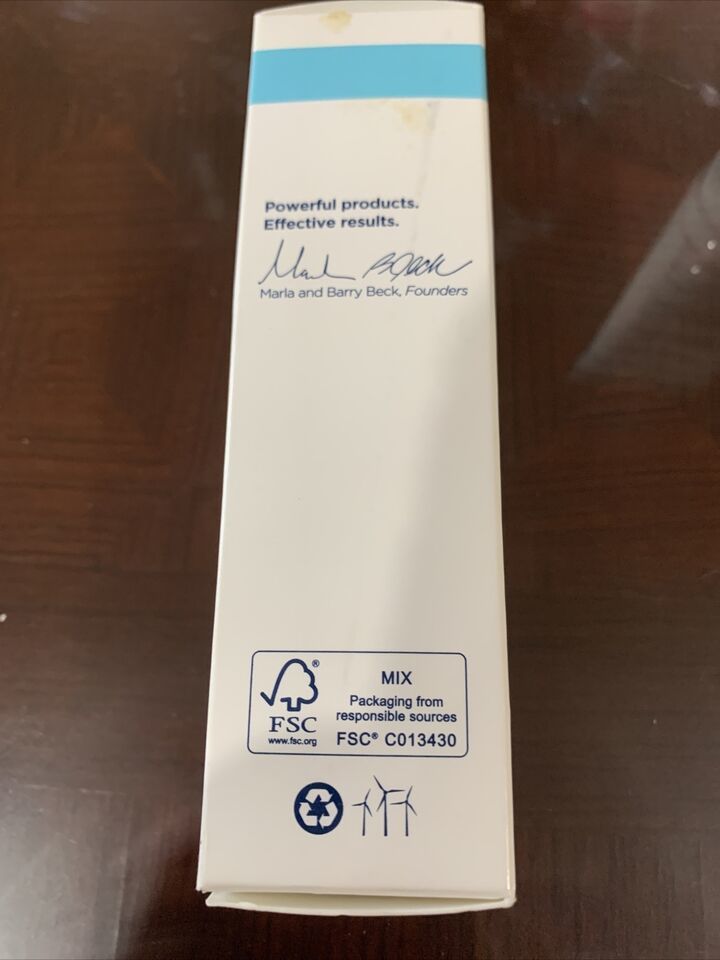 Powerful products.
Effective results.
Marla and Barry Beck, Founders
MIX
Packaging from
responsible sources
FSC® C013430
®
FSC
www.fsc.org